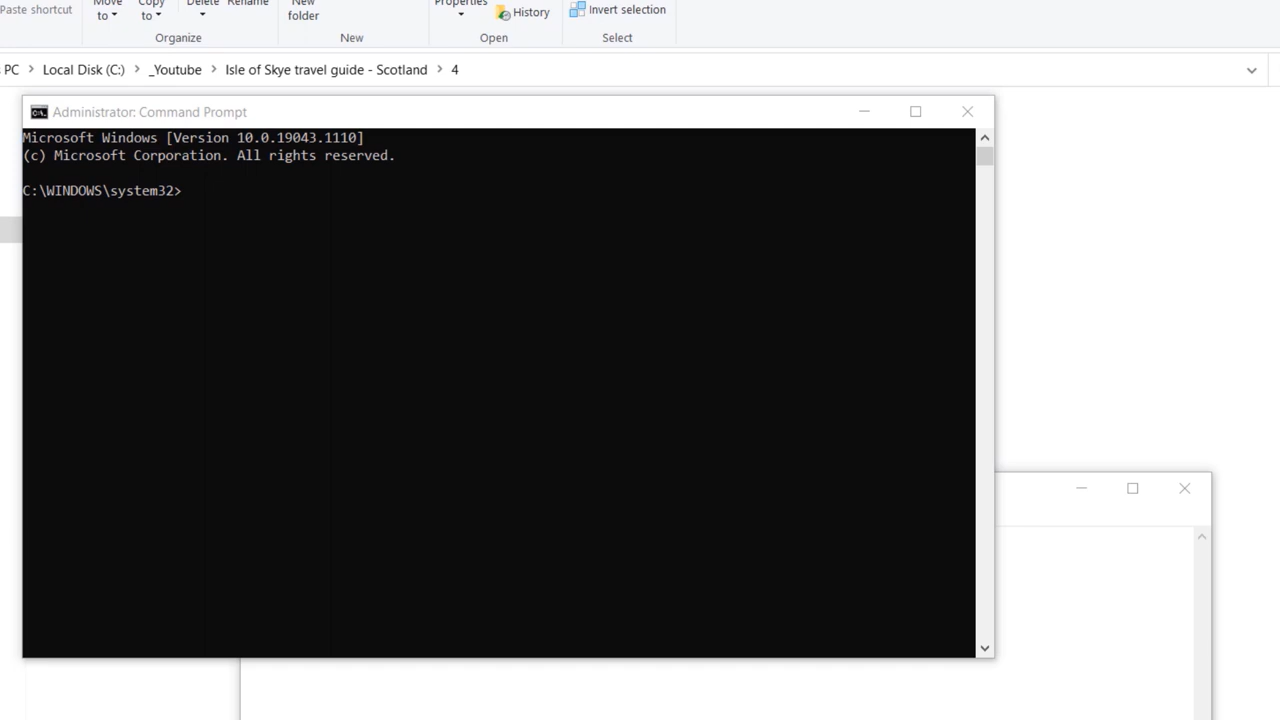 Paste shortcut
Move to
Copy to
Delete
Rename
New folder
Properties
History
Invert selection
Organize
New
Open
Select
PC > Local Disk (C:) > _Youtube > Isle of Skye travel guide - Scotland > 4
Administrator: Command Prompt
Microsoft Windows [Version 10.0.19043.1110]
(c) Microsoft Corporation. All rights reserved.
C:\WINDOWS\system32>